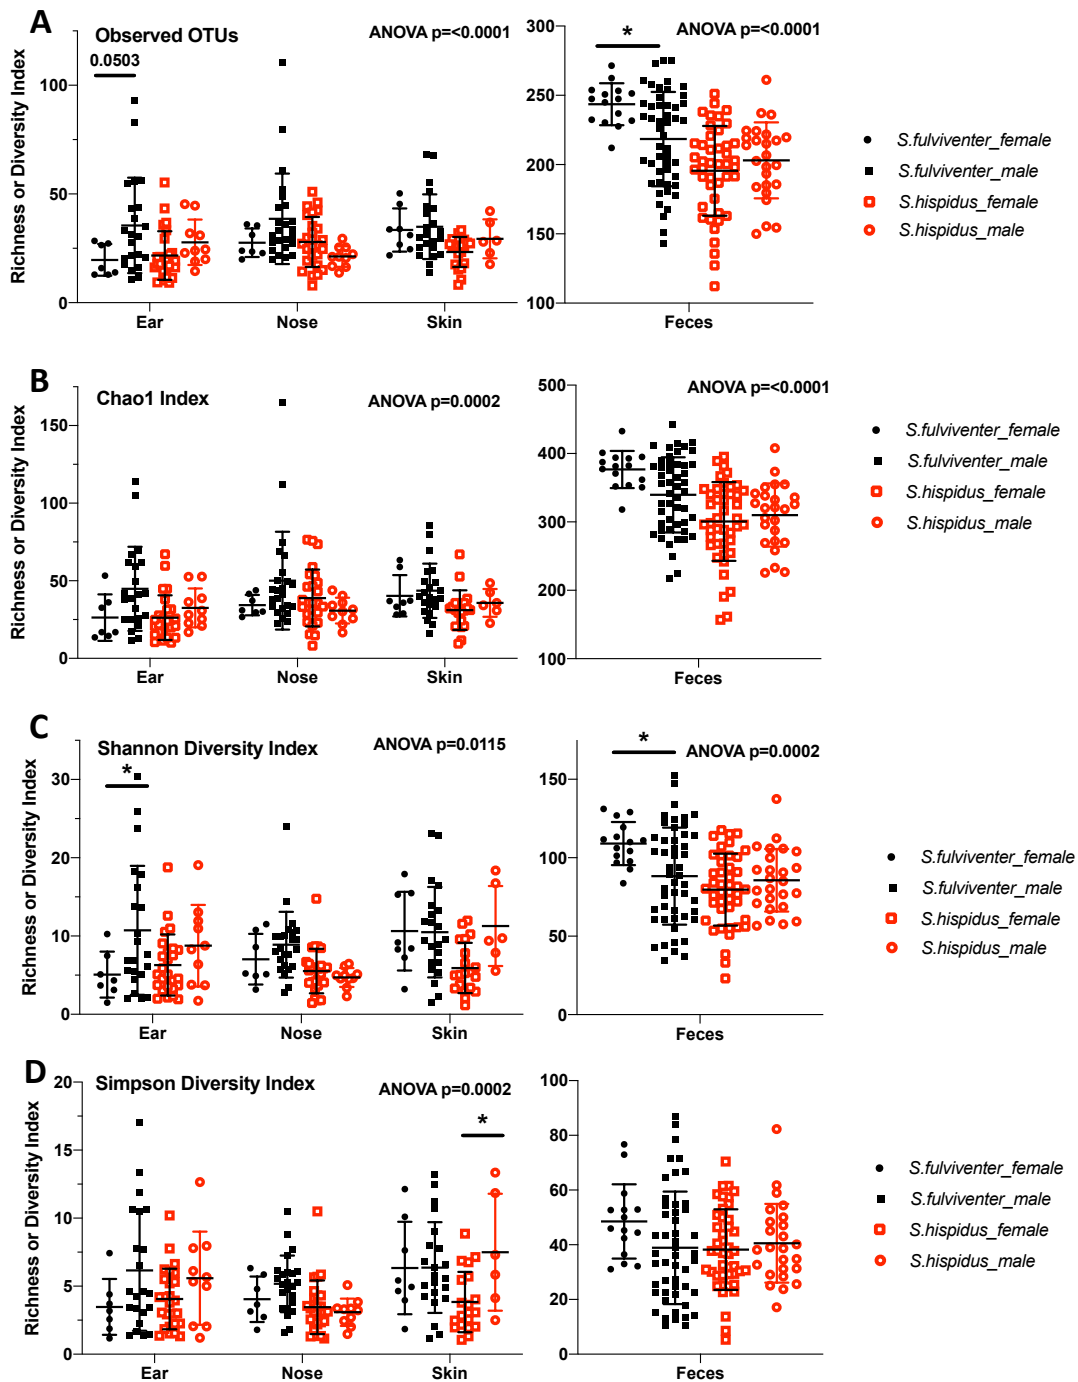 A
Observed OTUs
ANOVA p=<0.0001
0.0503
Richness or Diversity Index
100
50
0
Ear
Nose
Skin
*
ANOVA p=<0.0001
300
250
200
150
100
Feces
S.fulviventer_female
S.fulviventer_male
S.hispidus_female
S.hispidus_male
B
Chao1 Index
ANOVA p=0.0002
Richness or Diversity Index
150
100
50
0
Ear
Nose
Skin
ANOVA p=<0.0001
500
400
300
200
100
Feces
S.fulviventer_female
S.fulviventer_male
S.hispidus_female
S.hispidus_male
C
Shannon Diversity Index
ANOVA p=0.0115
*
Richness or Diversity Index
30
20
10
0
Ear
Nose
Skin
*
ANOVA p=0.0002
150
100
50
0
Feces
S.fulviventer_female
S.fulviventer_male
S.hispidus_female
S.hispidus_male
D
Simpson Diversity Index
ANOVA p=0.0002
*
Richness or Diversity Index
20
15
10
5
0
Ear
Nose
Skin
100
80
60
40
20
0
Feces
S.fulviventer_female
S.fulviventer_male
S.hispidus_female
S.hispidus_male